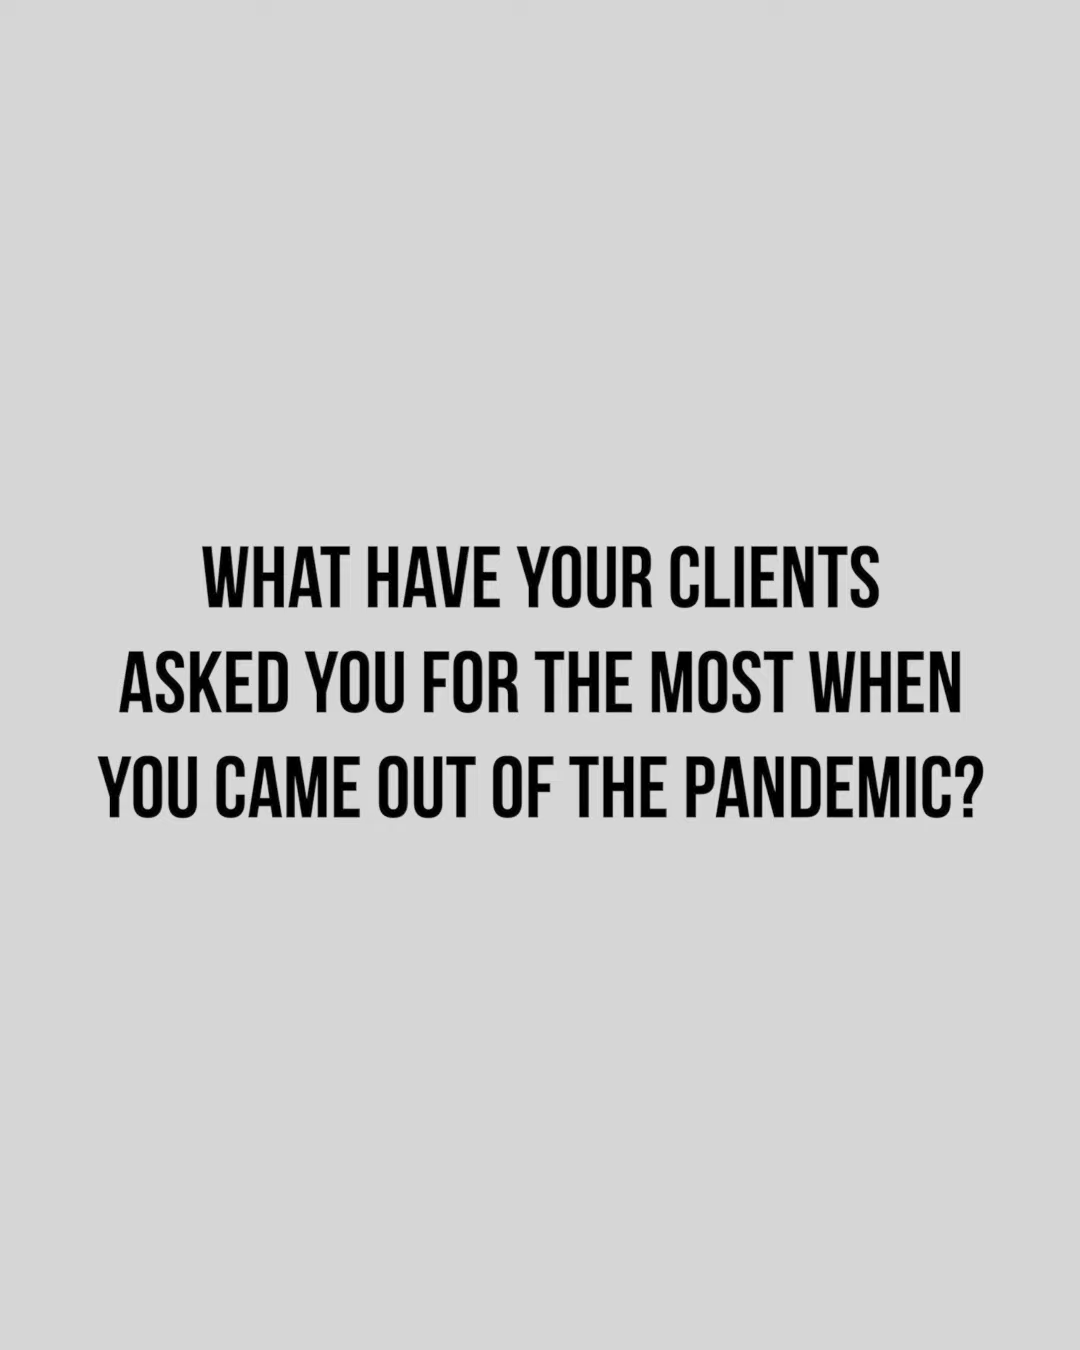 WHAT HAVE YOUR CLIENTS
ASKED YOU FOR THE MOST WHEN
YOU CAME OUT OF THE PANDEMIC?